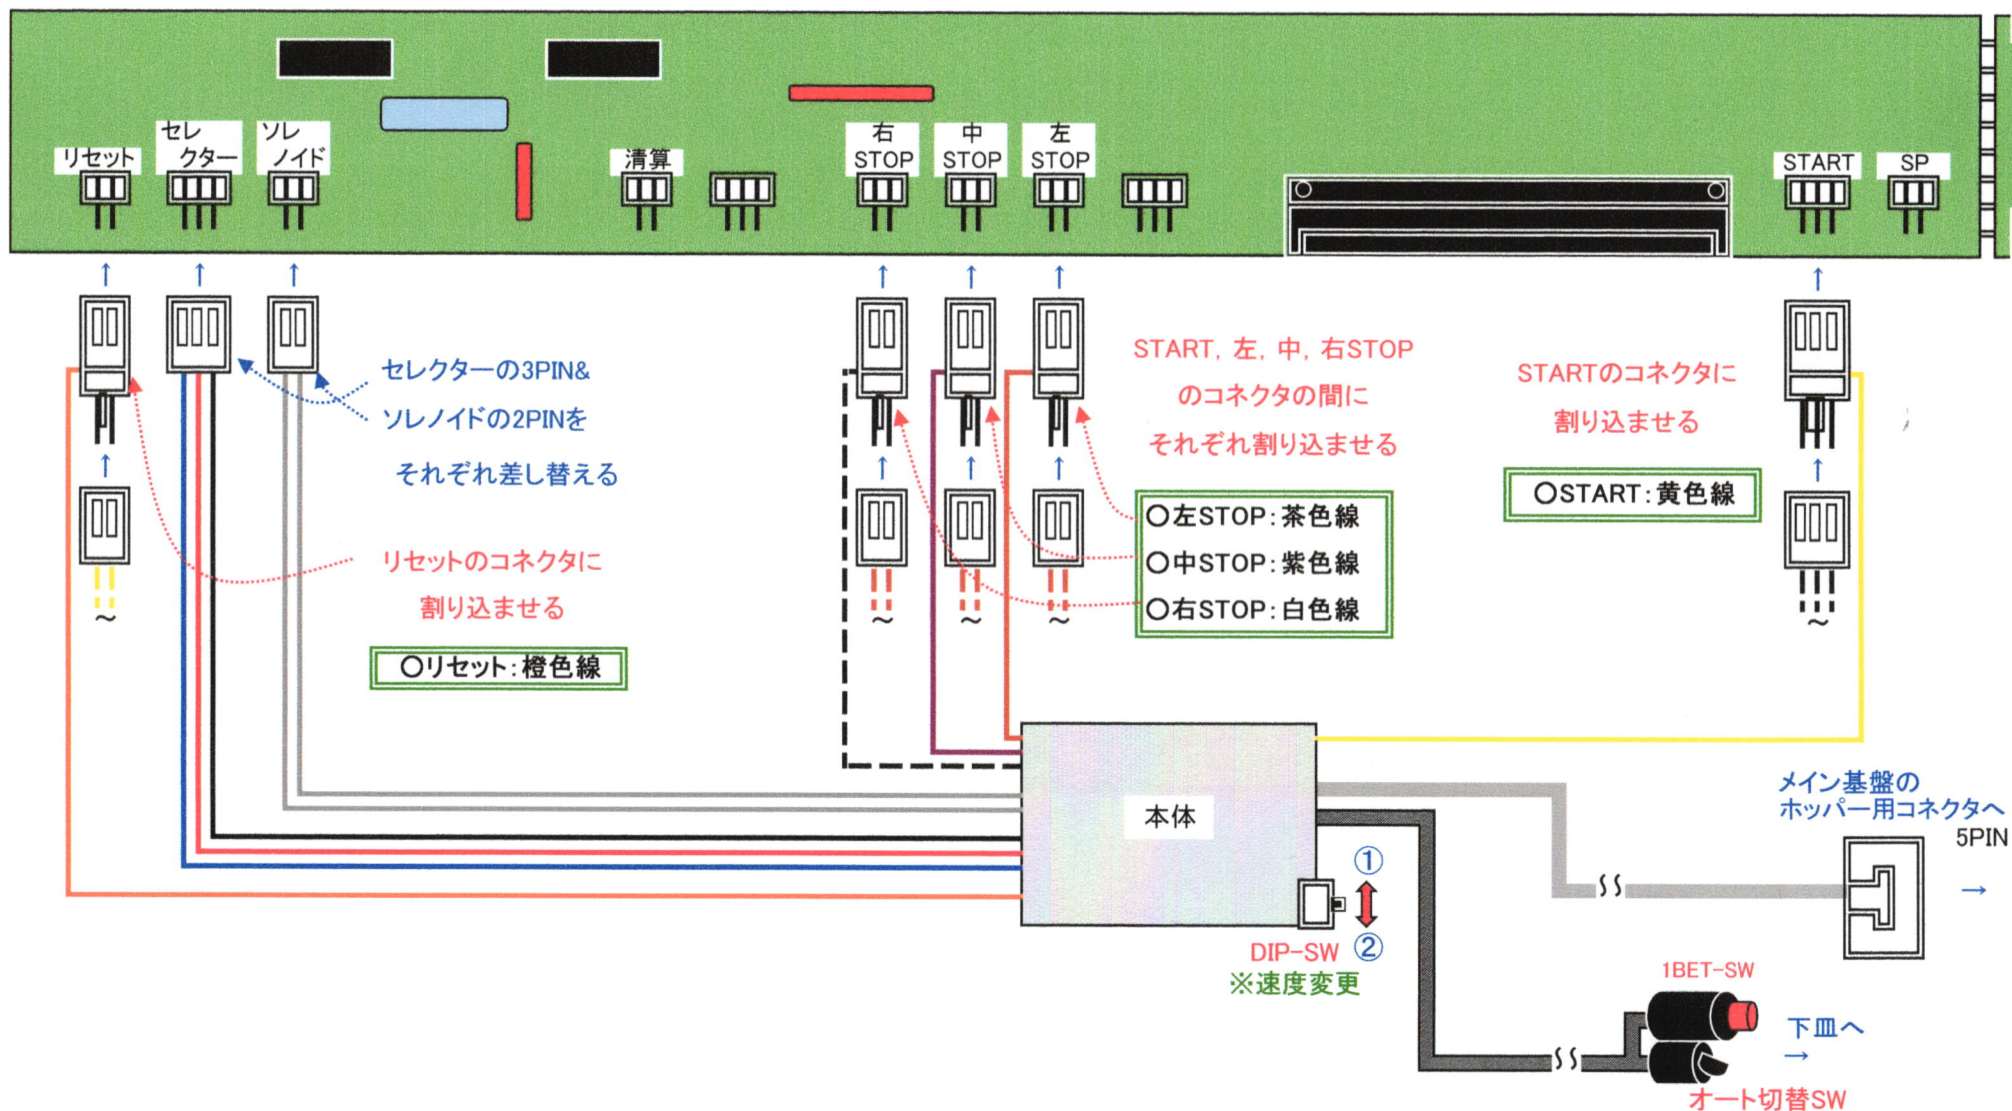 リセット
セレ
クター
ソレ
ノイド
清算
右
STOP
中
STOP
左
STOP
START
SP
セレクターの3PIN&
ソレノイドの2PINを
それぞれ差し替える
START, 左, 中, 右STOP
のコネクタの間に
それぞれ割り込ませる
STARTのコネクタに
割り込ませる
〇START：黄色線
〇左STOP：茶色線
〇中STOP：紫色線
〇右STOP：白色線
リセットのコネクタに
割り込ませる
〇リセット：橙色線
～
～
～
～
～
本体
メイン基盤の
ホッパー用コネクタへ
5PIN
→
①
②
DIP-SW
※速度変更
1BET-SW
下皿へ
→
オート切替SW